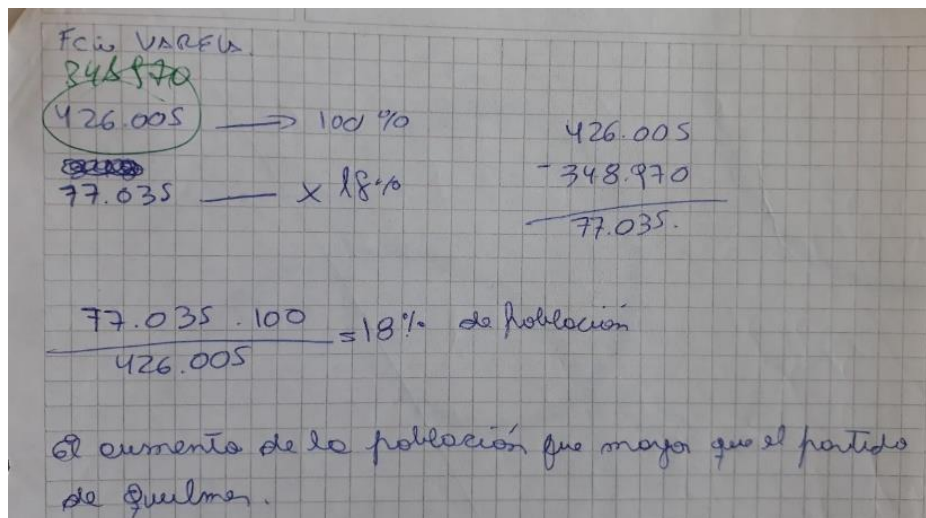 Fcio VARELA.
348970
426.005 → 100 %
77.035 — x 18%
426.005
- 348.970
77.035.
77.035 . 100
426.005
= 18% de población
El aumento de la población fue mayor que el partido
de Quilmes.